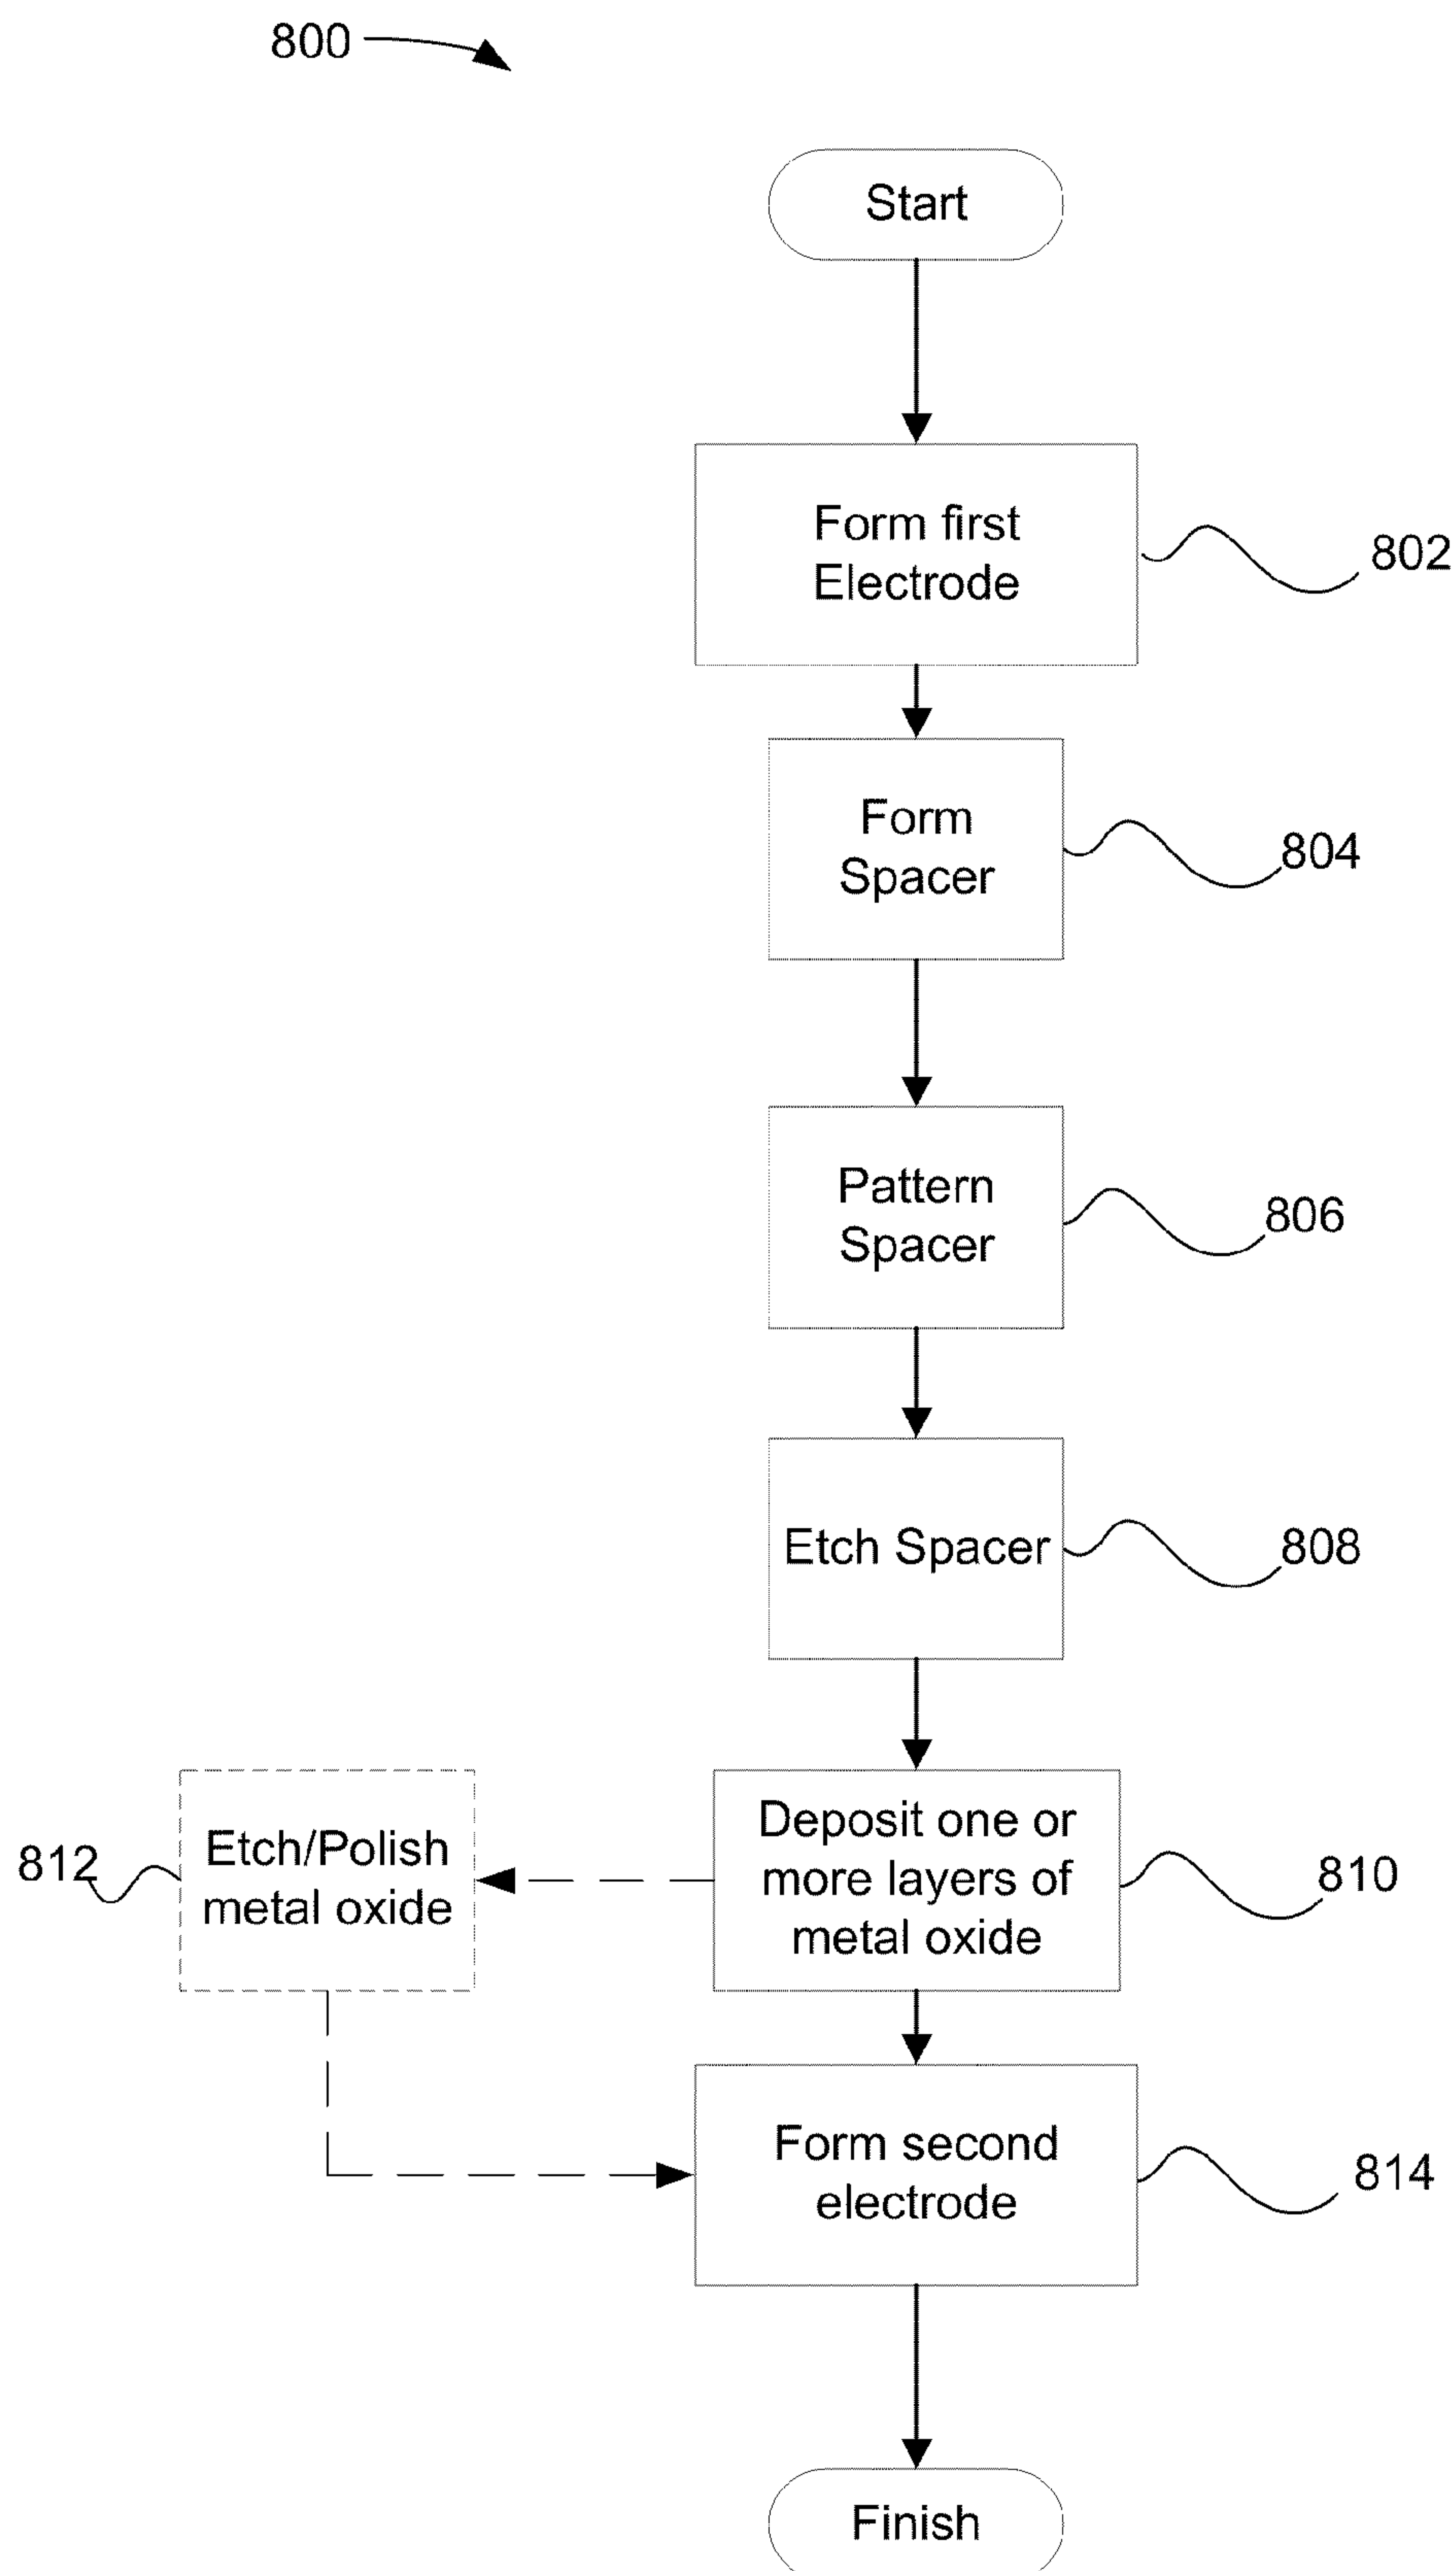 800
Start
Form first
Electrode
802
Form
Spacer
804
Pattern
Spacer
806
Etch Spacer
808
Etch/Polish
metal oxide
812
Deposit one or
more layers of
metal oxide
810
Form second
electrode
814
Finish